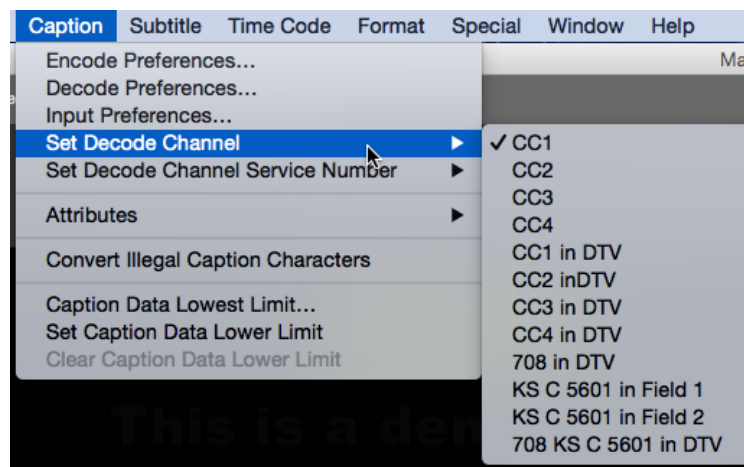 Caption Subtitle Time Code Format Special Window Help
Ma
Encode Preferences...
Decode Preferences...
Input Preferences...
Set Decode Channel
Set Decode Channel Service Number
Attributes
Convert Illegal Caption Characters
Caption Data Lowest Limit...
Set Caption Data Lower Limit
Clear Caption Data Lower Limit
✓ CC1
CC2
CC3
CC4
CC1 in DTV
CC2 inDTV
CC3 in DTV
CC4 in DTV
708 in DTV
KS C 5601 in Field 1
KS C 5601 in Field 2
708 KS C 5601 in DTV
This is a dem